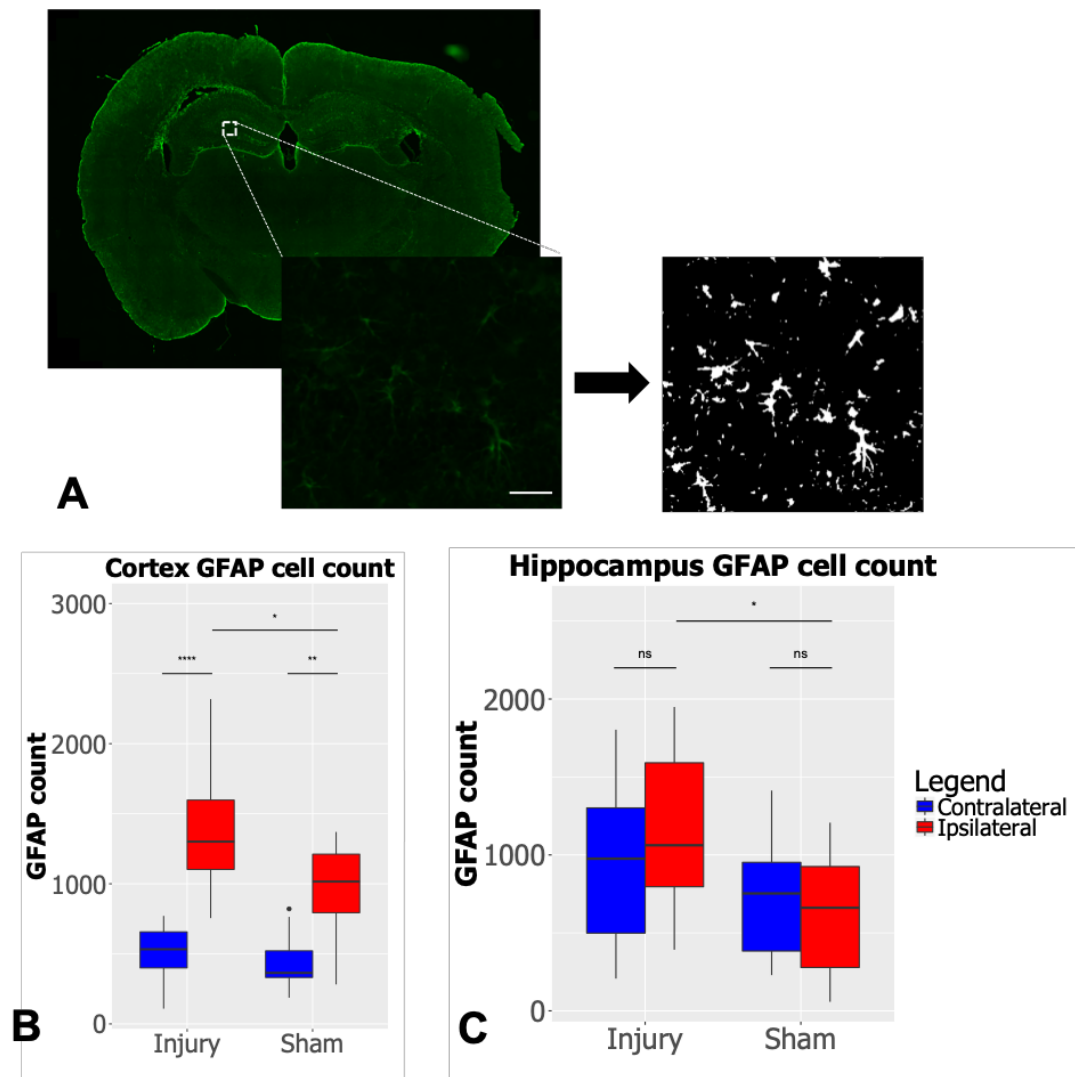 A
Cortex GFAP cell count
GFAP count
3000
2000
1000
0
*
****
**
Injury
Sham
B
Hippocampus GFAP cell count
GFAP count
2000
1000
0
*
ns
ns
Injury
Sham
C
Legend
Contralateral
Ipsilateral